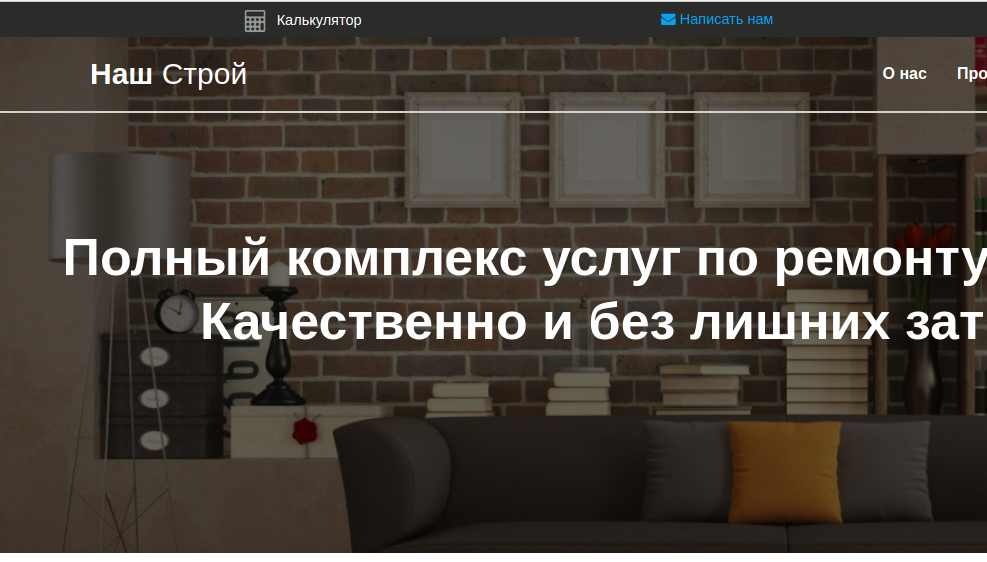 Калькулятор
Написать нам
Наш Строй
О нас
Про
Полный комплекс услуг по ремонту
Качественно и без лишних зат